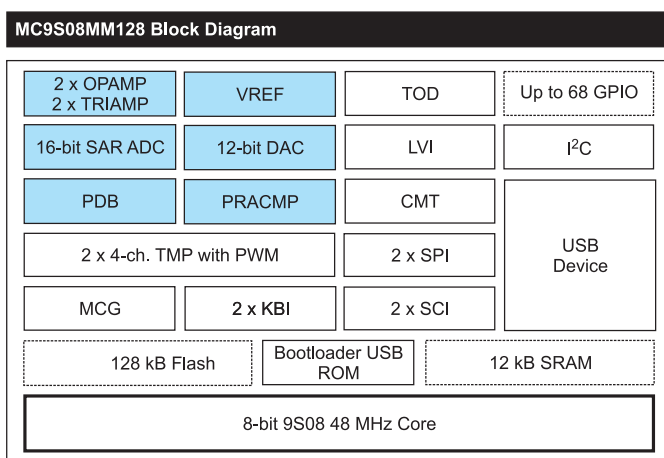 MC9S08MM128 Block Diagram
2 x OPAMP
2 x TRIAMP
VREF
TOD
Up to 68 GPIO
16-bit SAR ADC
12-bit DAC
LVI
I²C
PDB
PRACMP
CMT
USB
Device
2 x 4-ch. TMP with PWM
2 x SPI
MCG
2 x KBI
2 x SCI
128 kB Flash
Bootloader USB
ROM
12 kB SRAM
8-bit 9S08 48 MHz Core